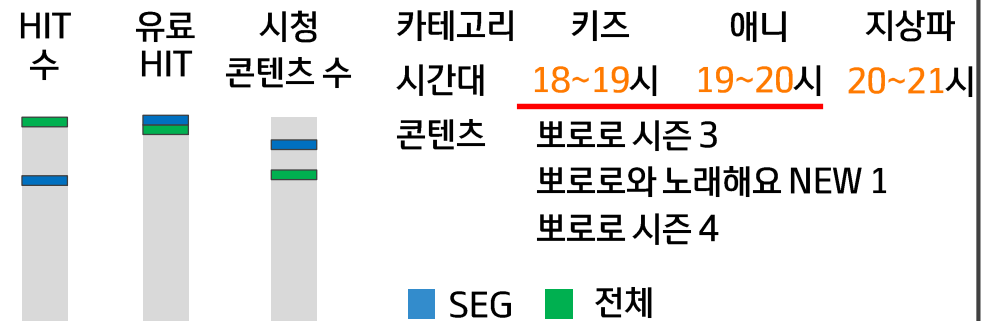 HIT 수
유료 HIT
시청 콘텐츠 수
카테고리 키즈 애니 지상파
시간대 18~19시 19~20시 20~21시
콘텐츠 뽀로로 시즌 3
뽀로로와 노래해요 NEW 1
뽀로로 시즌 4
SEG 전체